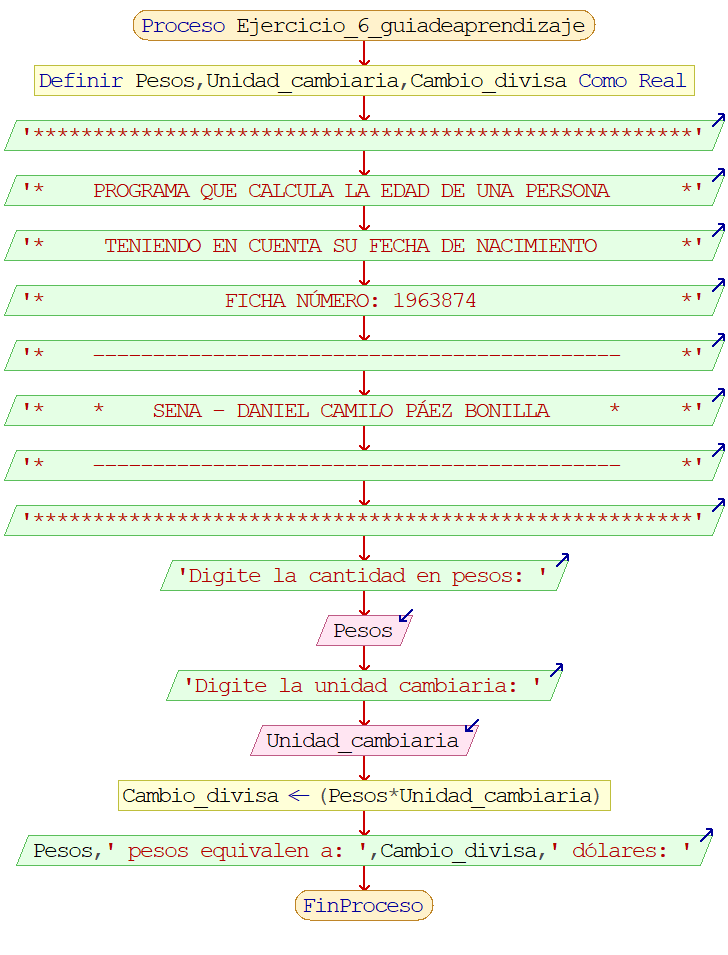 Proceso Ejercicio_6_guiadeaprendizaje
Definir Pesos,Unidad_cambiaria,Cambio_divisa Como Real
'*******************************************************'
'*    PROGRAMA QUE CALCULA LA EDAD DE UNA PERSONA      *'
'*     TENIENDO EN CUENTA SU FECHA DE NACIMIENTO       *'
'*               FICHA NÚMERO: 1963874                 *'
'*    --------------------------------------------     *'
'*    *    SENA - DANIEL CAMILO PÁEZ BONILLA     *     *'
'*    --------------------------------------------     *'
'*******************************************************'
'Digite la cantidad en pesos: '
Pesos
'Digite la unidad cambiaria: '
Unidad_cambiaria
Cambio_divisa ← (Pesos*Unidad_cambiaria)
Pesos,' pesos equivalen a: ',Cambio_divisa,' dólares: '
FinProceso